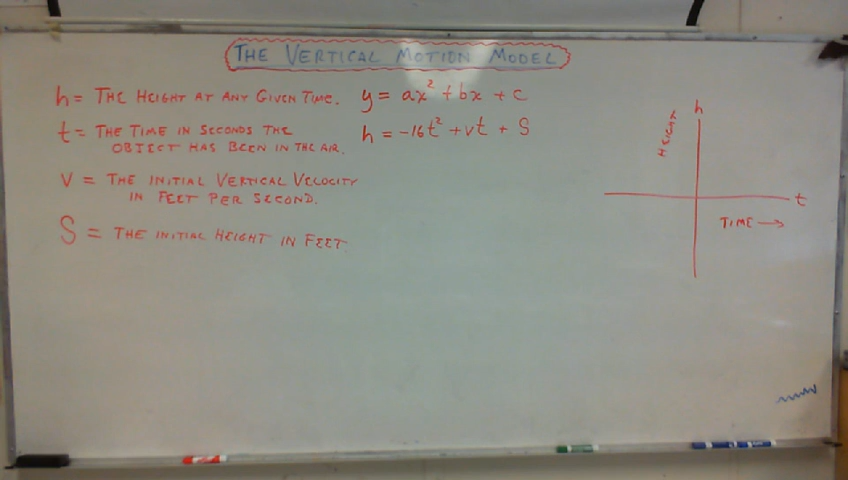 THE VERTICAL MOTION MODEL
h = THE HEIGHT AT ANY GIVEN TIME.
y = ax² + bx + c
t = THE TIME IN SECONDS THE
OBJECT HAS BEEN IN THE AIR.
h = -16t² + vt + S
V = THE INITIAL VERTICAL VELOCITY
IN FEET PER SECOND.
S = THE INITIAL HEIGHT IN FEET.
h
HEIGHT
t
TIME →